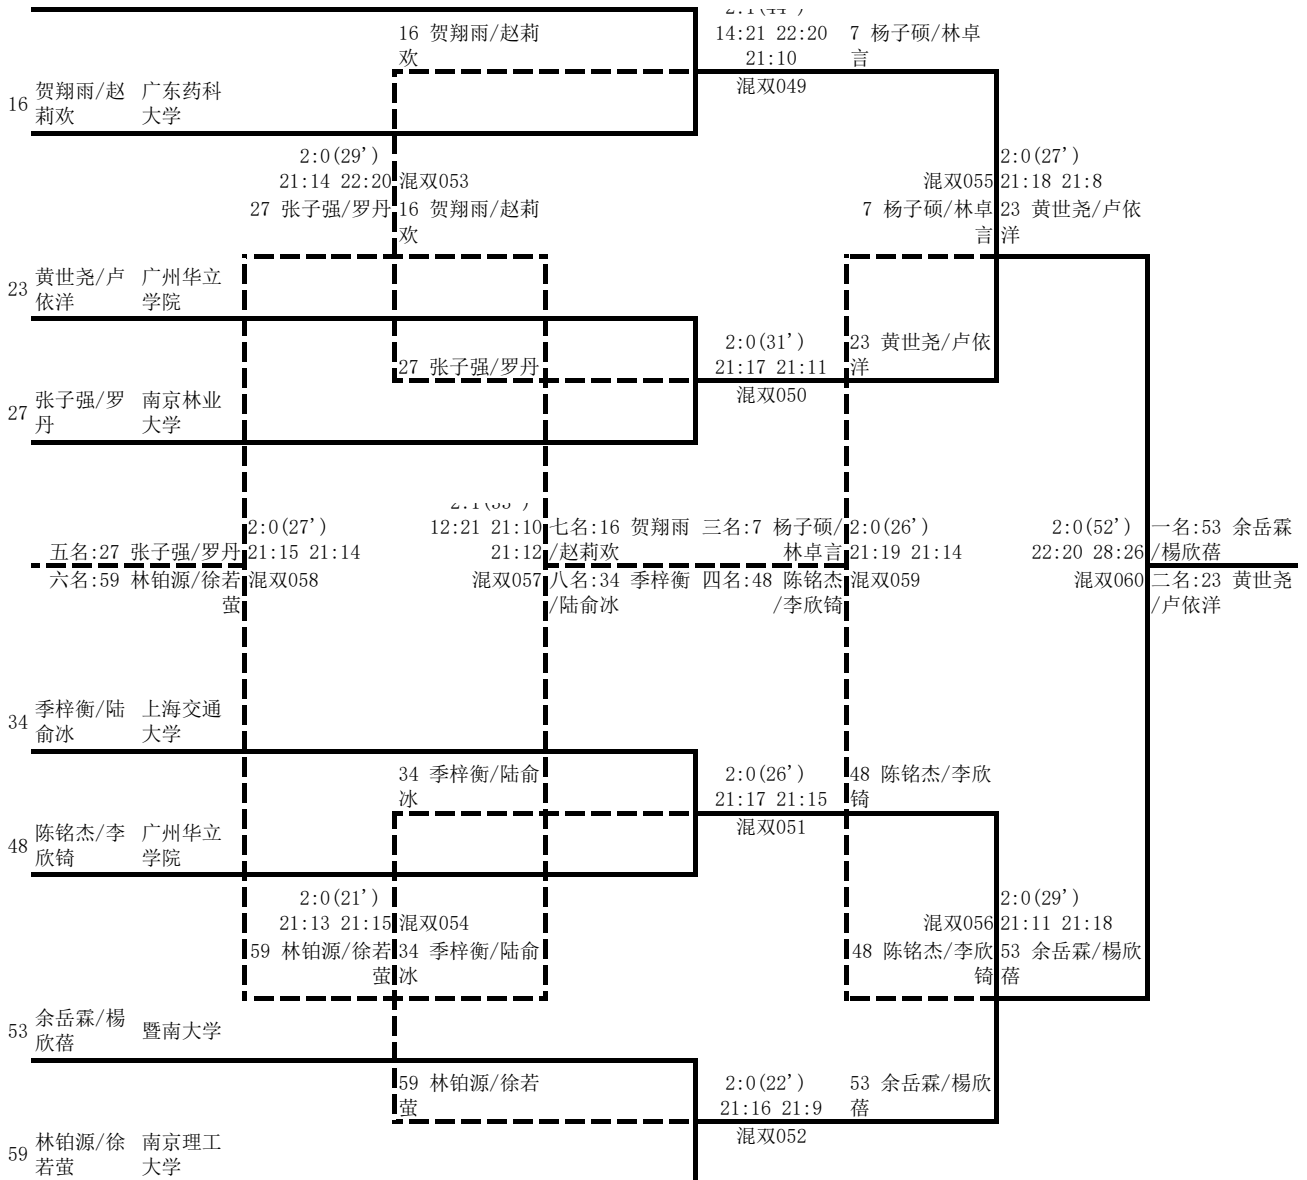 16 贺翔雨/赵莉
欢
14:21 22:20
21:10
混双049
7 杨子硕/林卓
言
16 贺翔雨/赵
莉欢
广东药科
大学
2:0(29')
21:14 22:20
混双053
27 张子强/罗丹
16 贺翔雨/赵莉
欢
2:0(27')
混双055
21:18 21:8
7 杨子硕/林卓
言
23 黄世尧/卢依
洋
23 黄世尧/卢
依洋
广州华立
学院
27 张子强/罗丹
2:0(31')
21:17 21:11
混双050
23 黄世尧/卢依
洋
27 张子强/罗
丹
南京林业
大学
五名:27 张子强/罗丹
六名:59 林铂源/徐若
萤
2:0(27')
21:15 21:14
混双058
12:21 21:10
21:12
混双057
七名:16 贺翔雨
/赵莉欢
八名:34 季梓衡
/陆俞冰
三名:7 杨子硕/
林卓言
四名:48 陈铭杰
/李欣锜
2:0(26')
21:19 21:14
混双059
2:0(52')
22:20 28:26
混双060
一名:53 余岳霖
/楊欣蓓
二名:23 黄世尧
/卢依洋
34 季梓衡/陆
俞冰
上海交通
大学
34 季梓衡/陆俞
冰
2:0(26')
21:17 21:15
混双051
48 陈铭杰/李欣
锜
48 陈铭杰/李
欣锜
广州华立
学院
2:0(21')
21:13 21:15
混双054
59 林铂源/徐若
萤
34 季梓衡/陆俞
冰
2:0(29')
混双056
21:11 21:18
48 陈铭杰/李欣
锜
53 余岳霖/楊欣
蓓
53 余岳霖/楊
欣蓓
暨南大学
59 林铂源/徐若
萤
2:0(22')
21:16 21:9
混双052
53 余岳霖/楊欣
蓓
59 林铂源/徐
若萤
南京理工
大学